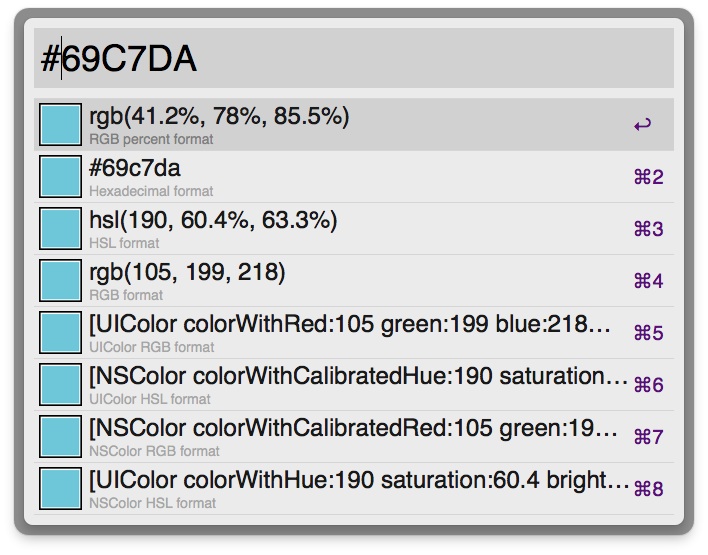 #69C7DA
rgb(41.2%, 78%, 85.5%)
RGB percent format
↩
#69c7da
Hexadecimal format
⌘2
hsl(190, 60.4%, 63.3%)
HSL format
⌘3
rgb(105, 199, 218)
RGB format
⌘4
[UIColor colorWithRed:105 green:199 blue:218...
UIColor RGB format
⌘5
[NSColor colorWithCalibratedHue:190 saturation...
UIColor HSL format
⌘6
[NSColor colorWithCalibratedRed:105 green:19...
NSColor RGB format
⌘7
[UIColor colorWithHue:190 saturation:60.4 bright...
NSColor HSL format
⌘8